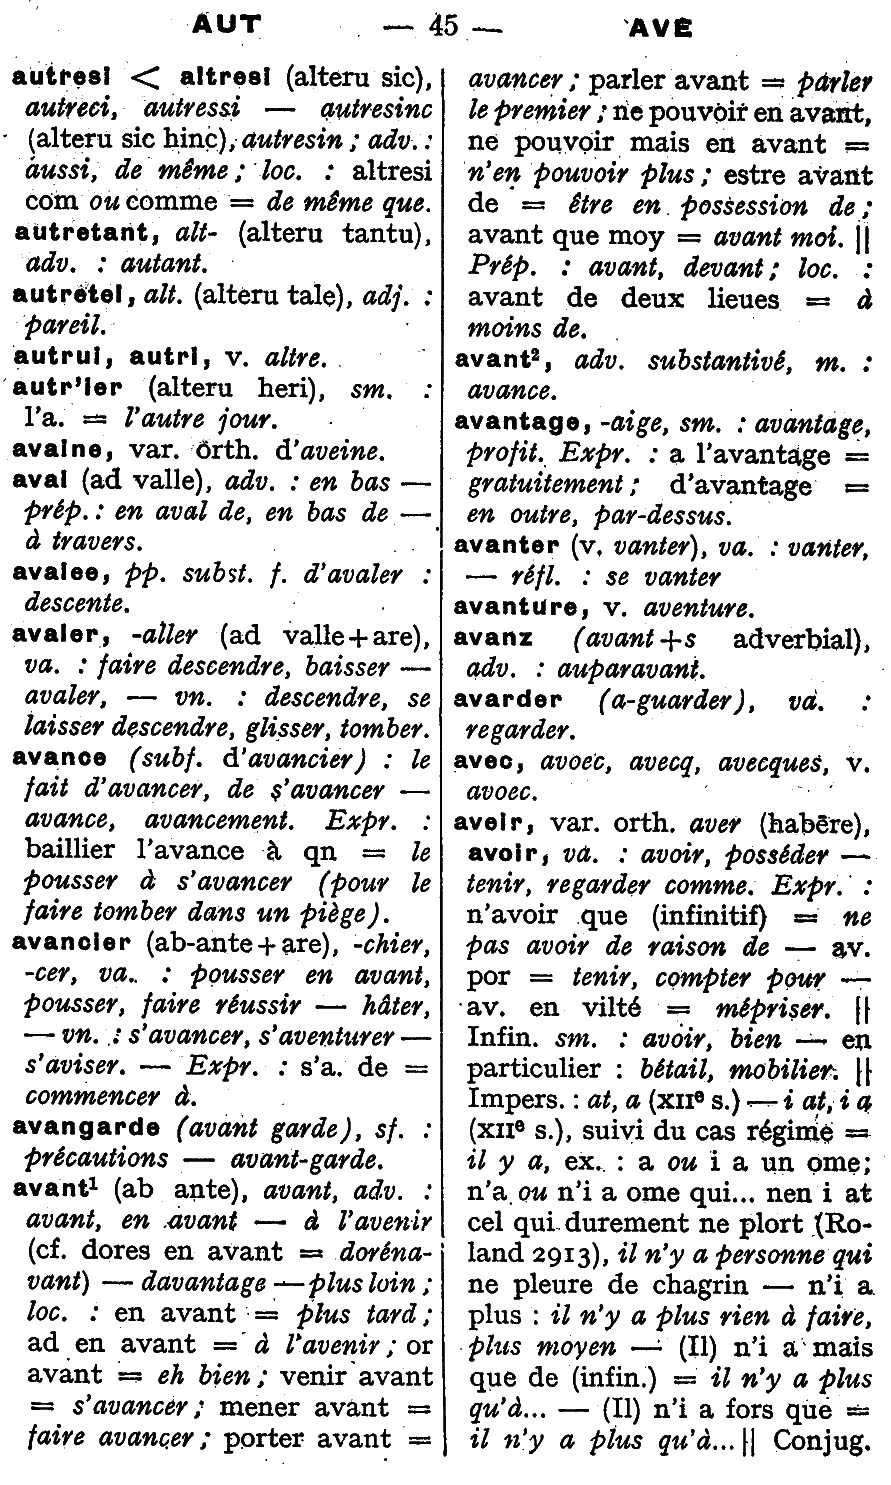 AUT — 45 — AVE
autresi < altresi (alteru sic),
autreci, autressi — autresinc
(alteru sic hinc), autresin ; adv. :
aussi, de même ; loc. : altresi
com ou comme = de même que.
autretant, alt- (alteru tantu),
adv. : autant.
autretel, alt. (alteru tale), adj. :
pareil.
autrui, autri, v. altre.
autr'ier (alteru heri), sm. :
l'a. = l'autre jour.
avaine, var. orth. d'aveine.
aval (ad valle), adv. : en bas —
prép. : en aval de, en bas de —
à travers.
avalee, pp. subst. f. d'avaler :
descente.
avaler, -aller (ad valle+are),
va. : faire descendre, baisser —
avaler, — vn. : descendre, se
laisser descendre, glisser, tomber.
avance (subf. d'avancier) : le
fait d'avancer, de s'avancer —
avance, avancement. Expr. :
baillier l'avance à qn = le
pousser à s'avancer (pour le
faire tomber dans un piège).
avancier (ab-ante+are), -chier,
-cer, va. : pousser en avant,
pousser, faire réussir — hâter,
— vn. : s'avancer, s'aventurer —
s'aviser. — Expr. : s'a. de =
commencer à.
avangarde (avant garde), sf. :
précautions — avant-garde.
avant¹ (ab ante), avant, adv. :
avant, en avant — à l'avenir
(cf. dores en avant = doréna-
vant) — davantage — plus loin ;
loc. : en avant = plus tard ;
ad en avant = à l'avenir ; or
avant = eh bien ; venir avant
= s'avancer ; mener avant =
faire avancer ; porter avant =
avancer ; parler avant = parler
le premier ; ne pouvoir en avant,
ne pouvoir mais en avant =
n'en pouvoir plus ; estre avant
de = être en possession de ;
avant que moy = avant moi. ||
Prép. : avant, devant ; loc. :
avant de deux lieues = à
moins de.
avant², adv. substantivé, m. :
avance.
avantage, -aige, sm. : avantage,
profit. Expr. : a l'avantage =
gratuitement ; d'avantage =
en outre, par-dessus.
avanter (v. vanter), va. : vanter,
— réfl. : se vanter
avanture, v. aventure.
avanz (avant+s adverbial),
adv. : auparavant.
avarder (a-guarder), va. :
regarder.
avec, avoec, avecq, avecques, v.
avoec.
aveir, var. orth. aver (habēre),
avoir, va. : avoir, posséder —
tenir, regarder comme. Expr. :
n'avoir que (infinitif) = ne
pas avoir de raison de — av.
por = tenir, compter pour —
av. en vilté = mépriser. ||
Infin. sm. : avoir, bien — en
particulier : bétail, mobilier. ||
Impers. : at, a (XIIᵉ s.) — i at, i a
(XIIᵉ s.), suivi du cas régime =
il y a, ex. : a ou i a un ome;
n'a ou n'i a ome qui... nen i at
cel qui durement ne plort (Ro-
land 2913), il n'y a personne qui
ne pleure de chagrin — n'i a
plus : il n'y a plus rien à faire,
plus moyen — (Il) n'i a mais
que de (infin.) = il n'y a plus
qu'à... — (Il) n'i a fors que =
il n'y a plus qu'à... || Conjug.